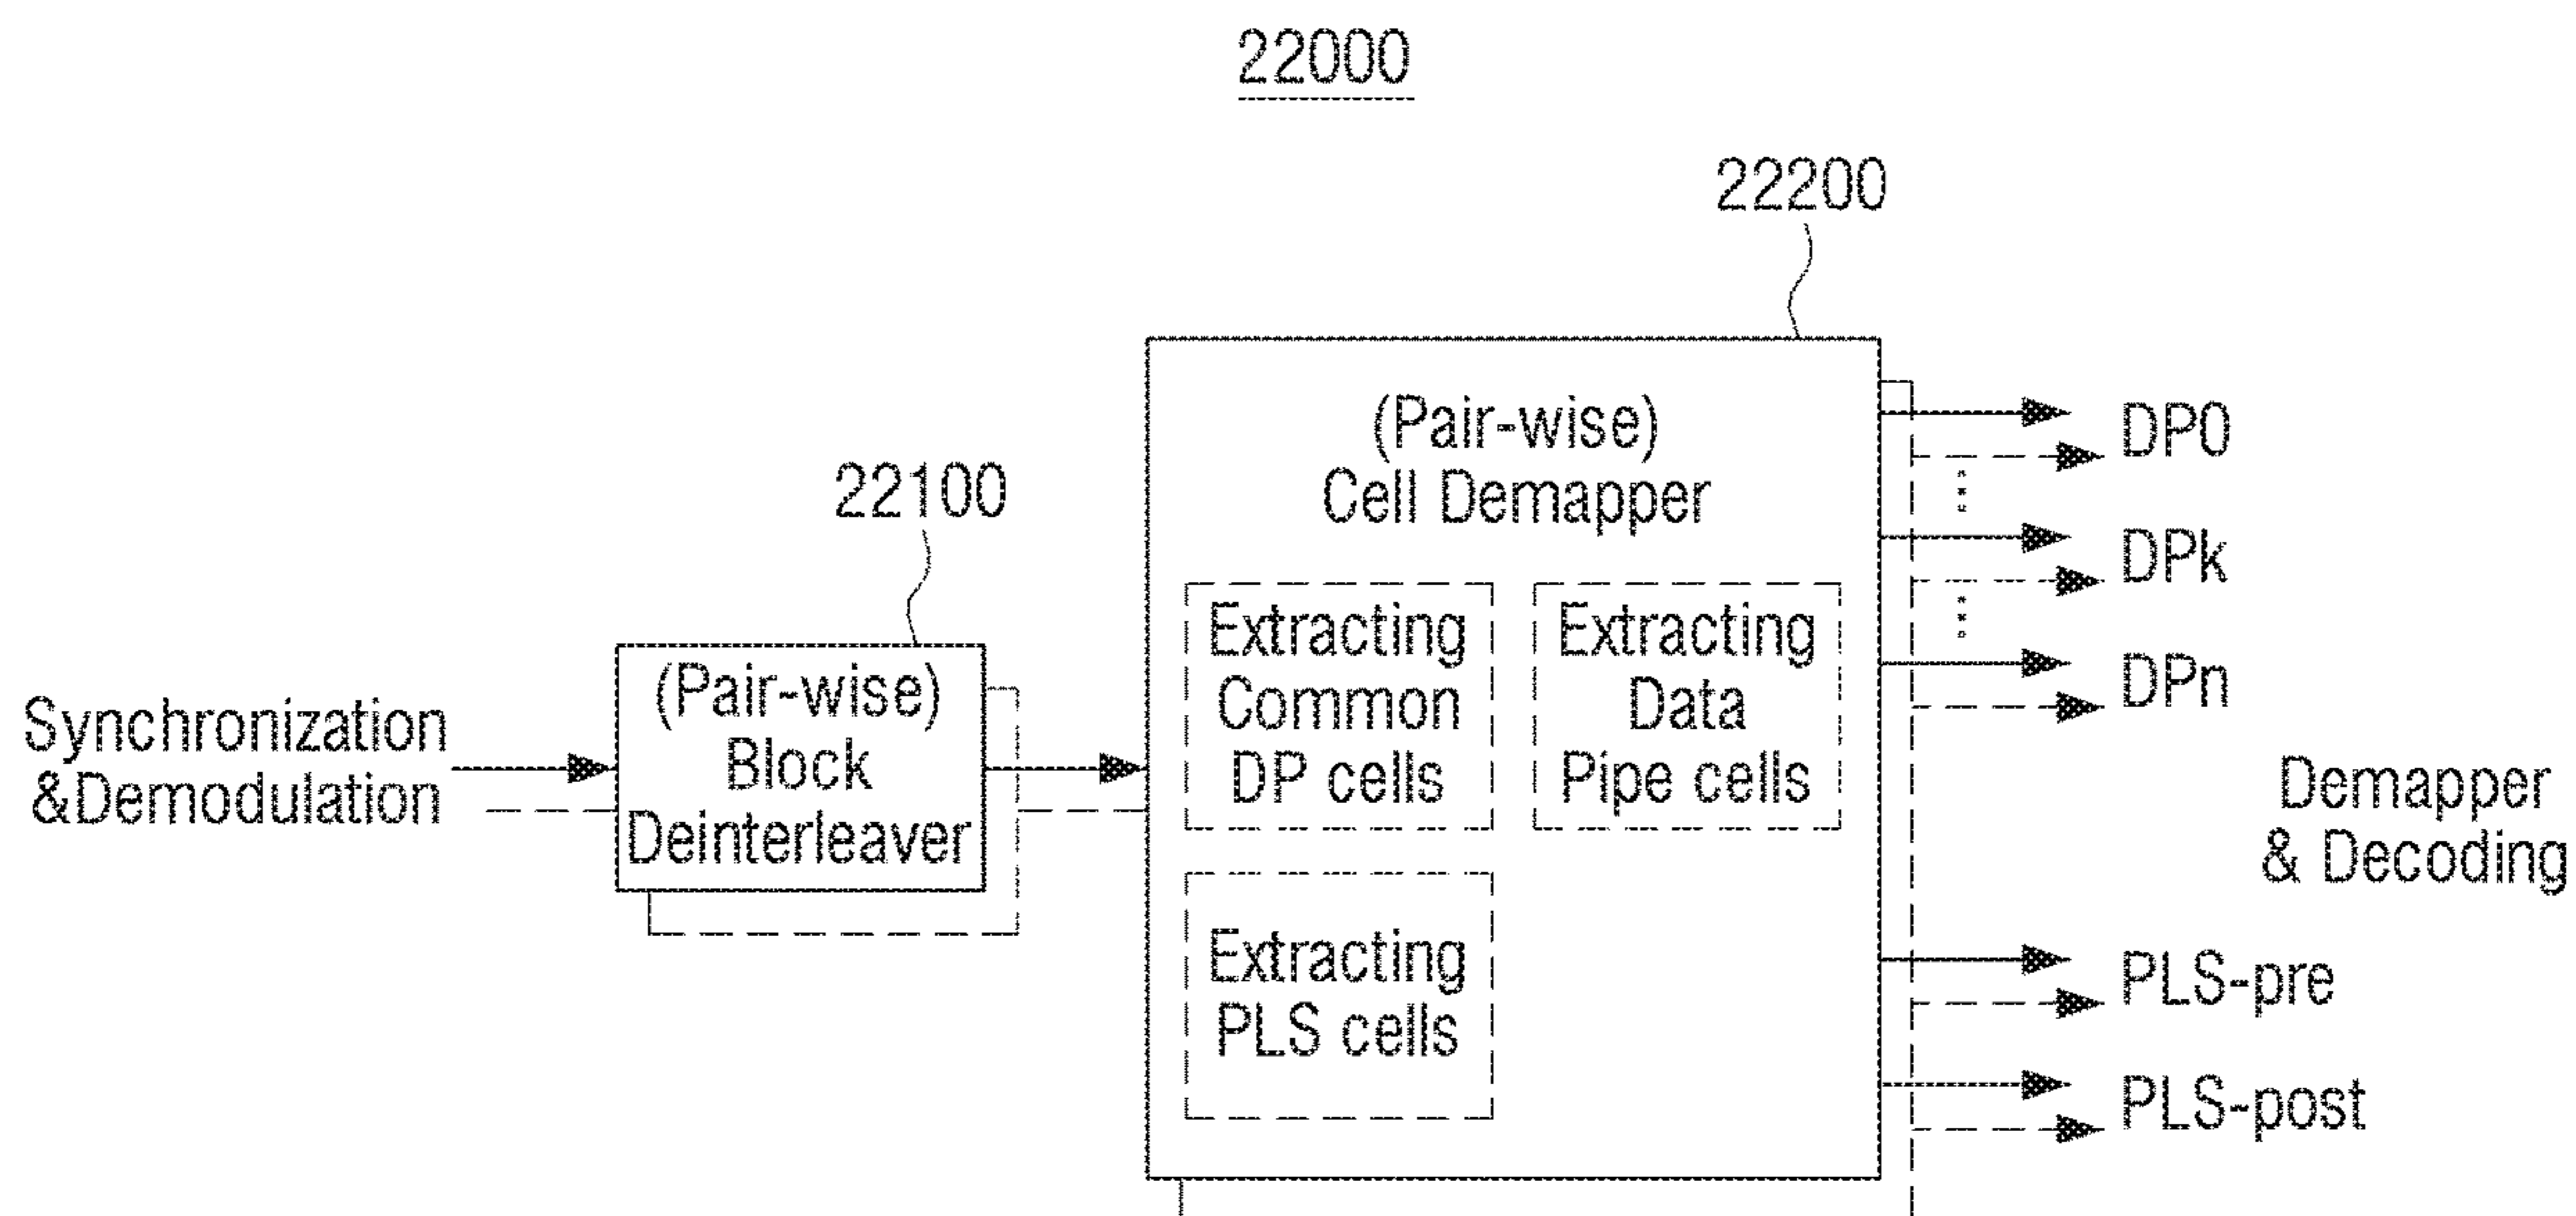 22000
22200
22100
Synchronization
&Demodulation
(Pair-wise)
Block
Deinterleaver
(Pair-wise)
Cell Demapper
Extracting
Common
DP cells
Extracting
Data
Pipe cells
Extracting
PLS cells
DP0
DPk
DPn
Demapper
& Decoding
PLS-pre
PLS-post